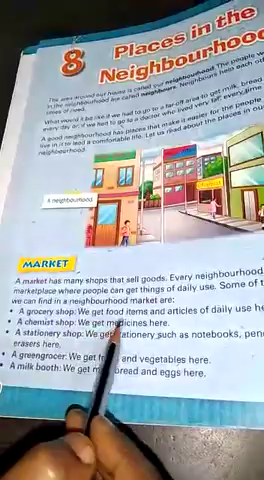 8
Places in the
Neighbourhoo
The area around our house is called our neighbourhood. The people w
in the neighbourhood are called neighbours. Neighbours help each oth
times of need.
What would it be like if we had to go to a far-off area to get milk, bread
every day or if we had to go to a doctor who lived very far, every time
A good neighbourhood has places that make it easier for the people
live in it to lead a comfortable life. Let us read about the places in ou
neighbourhood.
A neighbourhood
MARKET
A market has many shops that sell goods. Every neighbourhood
marketplace where people can get things of daily use. Some of t
we can find in a neighbourhood market are:
• A grocery shop: We get food items and articles of daily use he
• A chemist shop: We get medicines here.
• A stationery shop: We get stationery such as notebooks, pen
erasers here.
• A greengrocer: We get and vegetables here.
• A milk booth: We get bread and eggs here.